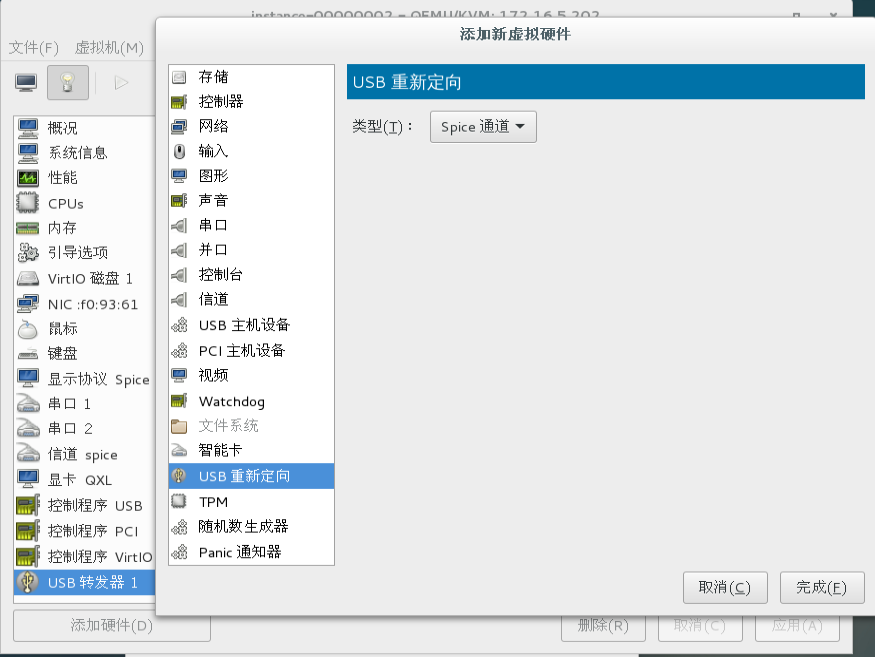 instance-00000002 - QEMU/KVM: 172.16.5.202
文件(F) 虚拟机(M)
概况
系统信息
性能
CPUs
内存
引导选项
VirtIO 磁盘 1
NIC :f0:93:61
鼠标
键盘
显示协议 Spice
串口 1
串口 2
信道 spice
显卡 QXL
控制程序 USB
控制程序 PCI
控制程序 VirtIO
USB 转发器 1
添加硬件(D)
删除(R)
取消(C)
应用(A)
添加新虚拟硬件
存储
控制器
网络
输入
图形
声音
串口
并口
控制台
信道
USB 主机设备
PCI 主机设备
视频
Watchdog
文件系统
智能卡
USB 重新定向
TPM
随机数生成器
Panic 通知器
USB 重新定向
类型(T)： Spice 通道
取消(C)
完成(F)